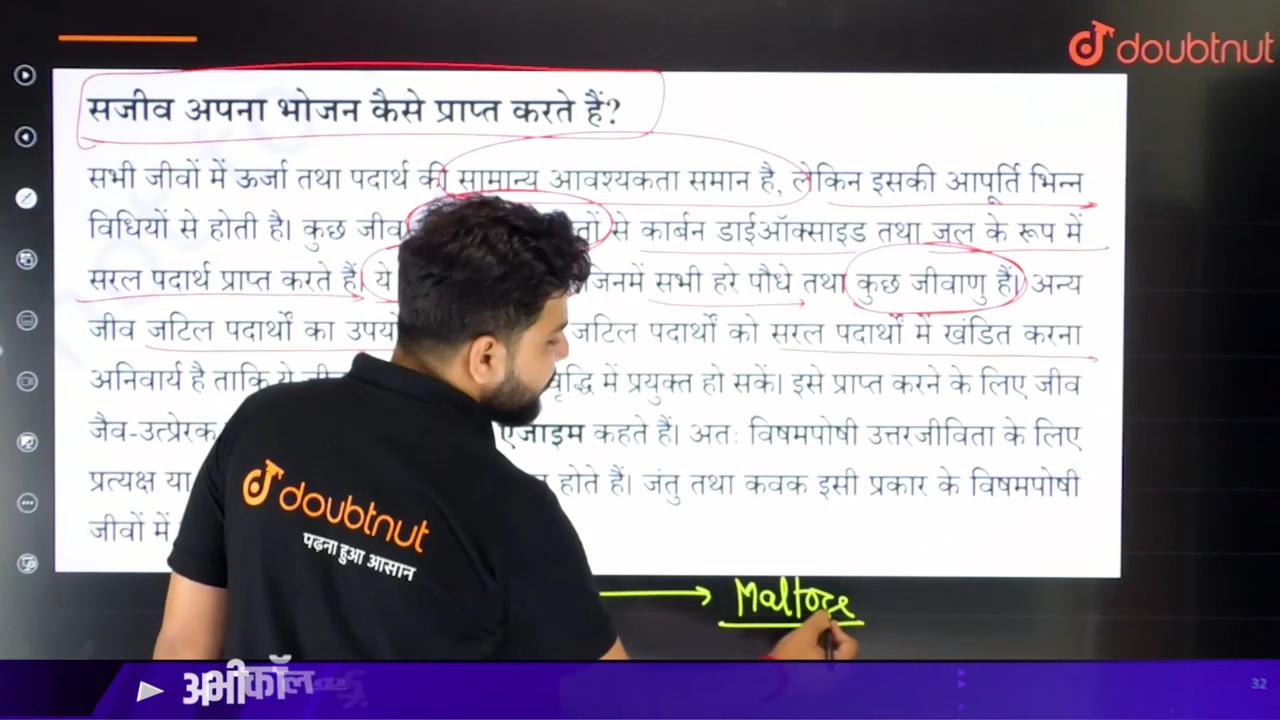 doubtnut
सजीव अपना भोजन कैसे प्राप्त करते हैं?
सभी जीवों में ऊर्जा तथा पदार्थ की सामान्य आवश्यकता समान है, लेकिन इसकी आपूर्ति भिन्न
विधियों से होती है। कुछ जीव से कार्बन डाईऑक्साइड तथा जल के रूप में
सरल पदार्थ प्राप्त करते हैं। ये जिनमें सभी हरे पौधे तथा कुछ जीवाणु हैं। अन्य
जीव जटिल पदार्थों का जटिल पदार्थों को सरल पदार्थों में खंडित करना
अनिवार्य है ताकि ये वृद्धि में प्रयुक्त हो सकें। इसे प्राप्त करने के लिए जीव
जैव-उत्प्रेरक एंजाइम कहते हैं। अतः विषमपोषी उत्तरजीविता के लिए
प्रत्यक्ष या होते हैं। जंतु तथा कवक इसी प्रकार के विषमपोषी
जीवों में
doubtnut
पढ़ना हुआ आसान
Maltose
अभी कॉल
32